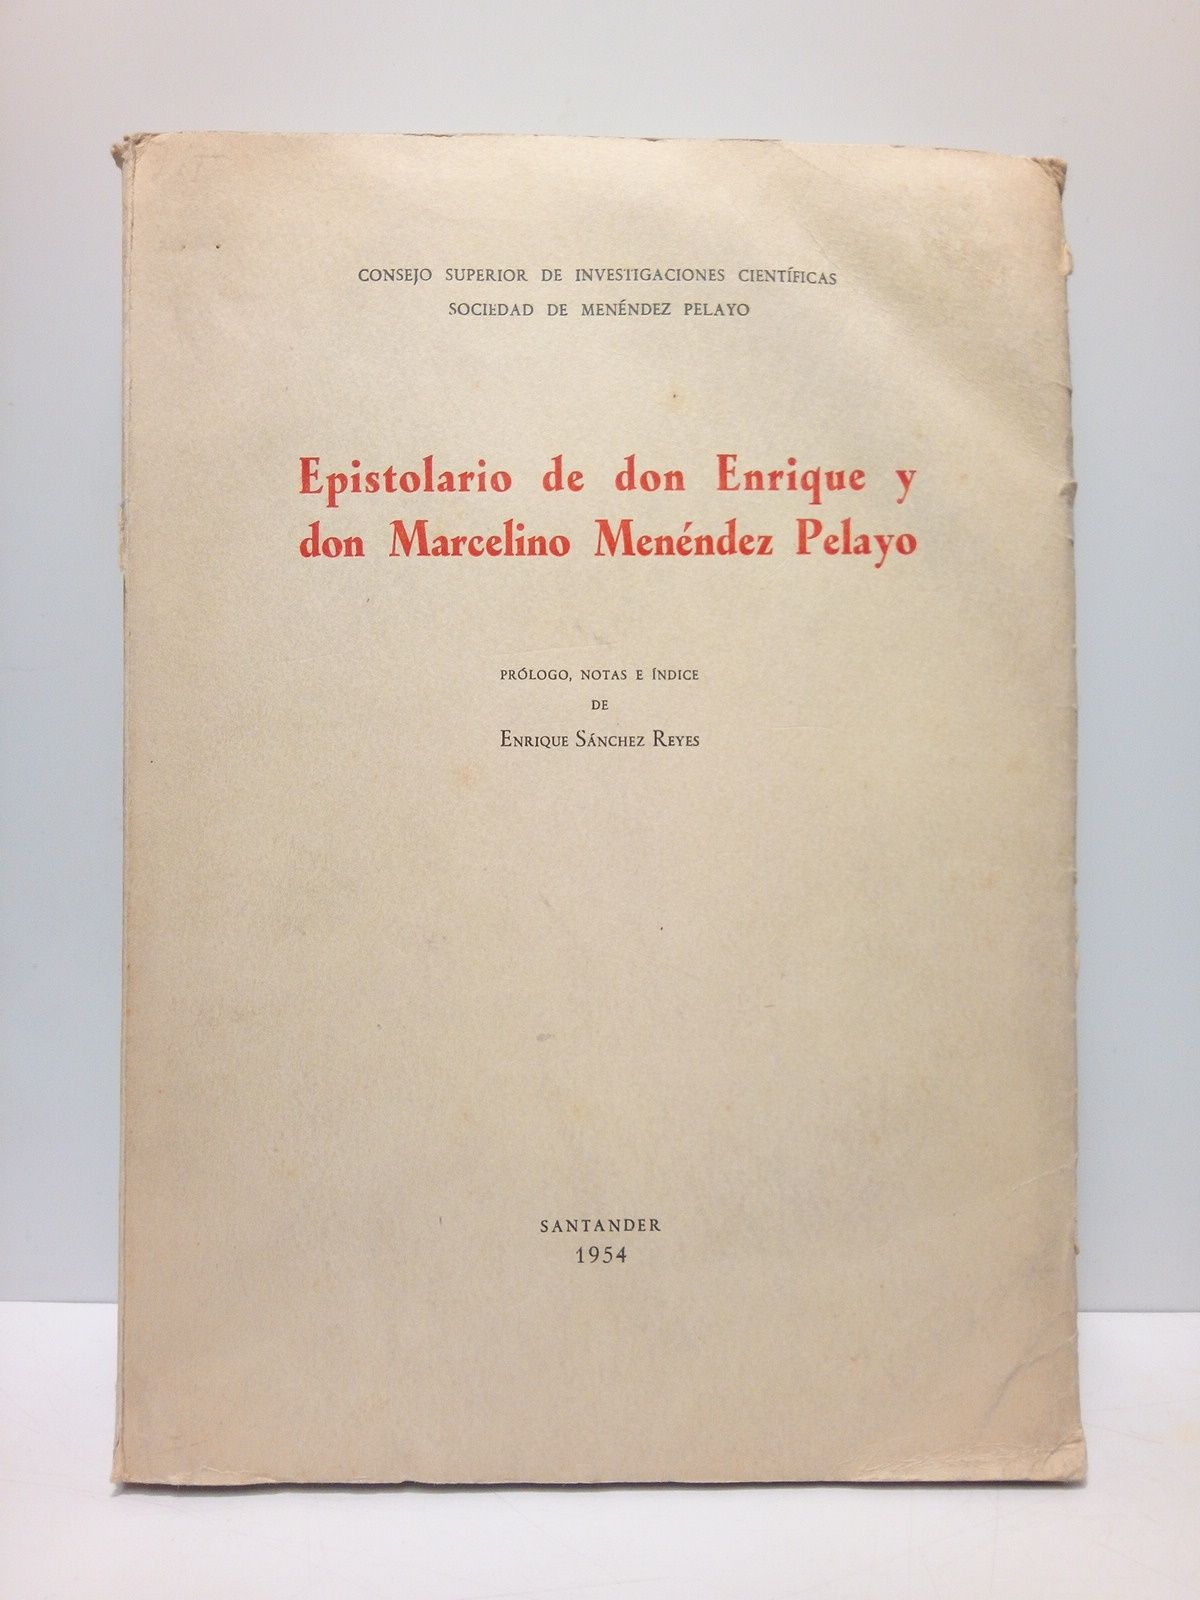 CONSEJO SUPERIOR DE INVESTIGACIONES CIENTÍFICAS
SOCIEDAD DE MENÉNDEZ PELAYO
Epistolario de don Enrique y
don Marcelino Menéndez Pelayo
PRÓLOGO, NOTAS E ÍNDICE
DE
ENRIQUE SÁNCHEZ REYES
SANTANDER
1954